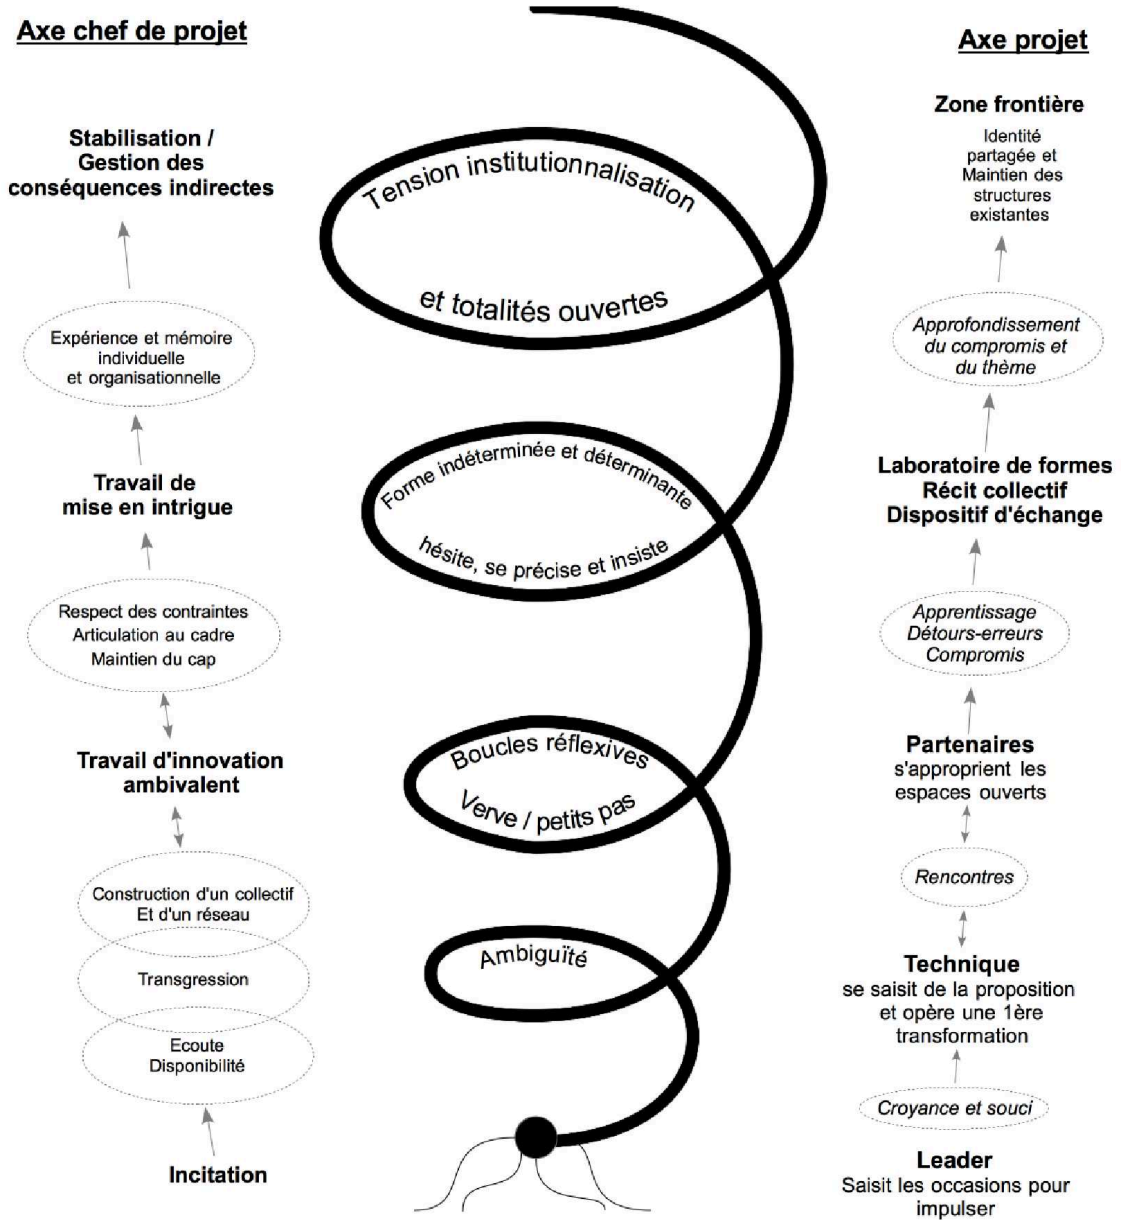 Axe chef de projet
Stabilisation /
Gestion des
conséquences indirectes
Expérience et mémoire
individuelle
et organisationnelle
Travail de
mise en intrigue
Respect des contraintes
Articulation au cadre
Maintien du cap
Travail d'innovation
ambivalent
Construction d'un collectif
Et d'un réseau
Transgression
Ecoute
Disponibilité
Incitation
Tension institutionnalisation
et totalités ouvertes
Forme indéterminée et déterminante
hésite, se précise et insiste
Boucles réflexives
Verve / petits pas
Ambiguïté
Axe projet
Zone frontière
Identité
partagée et
Maintien des
structures
existantes
Approfondissement
du compromis et
du thème
Laboratoire de formes
Récit collectif
Dispositif d'échange
Apprentissage
Détours-erreurs
Compromis
Partenaires
s'approprient les
espaces ouverts
Rencontres
Technique
se saisit de la proposition
et opère une 1ère
transformation
Croyance et souci
Leader
Saisit les occasions pour
impulser